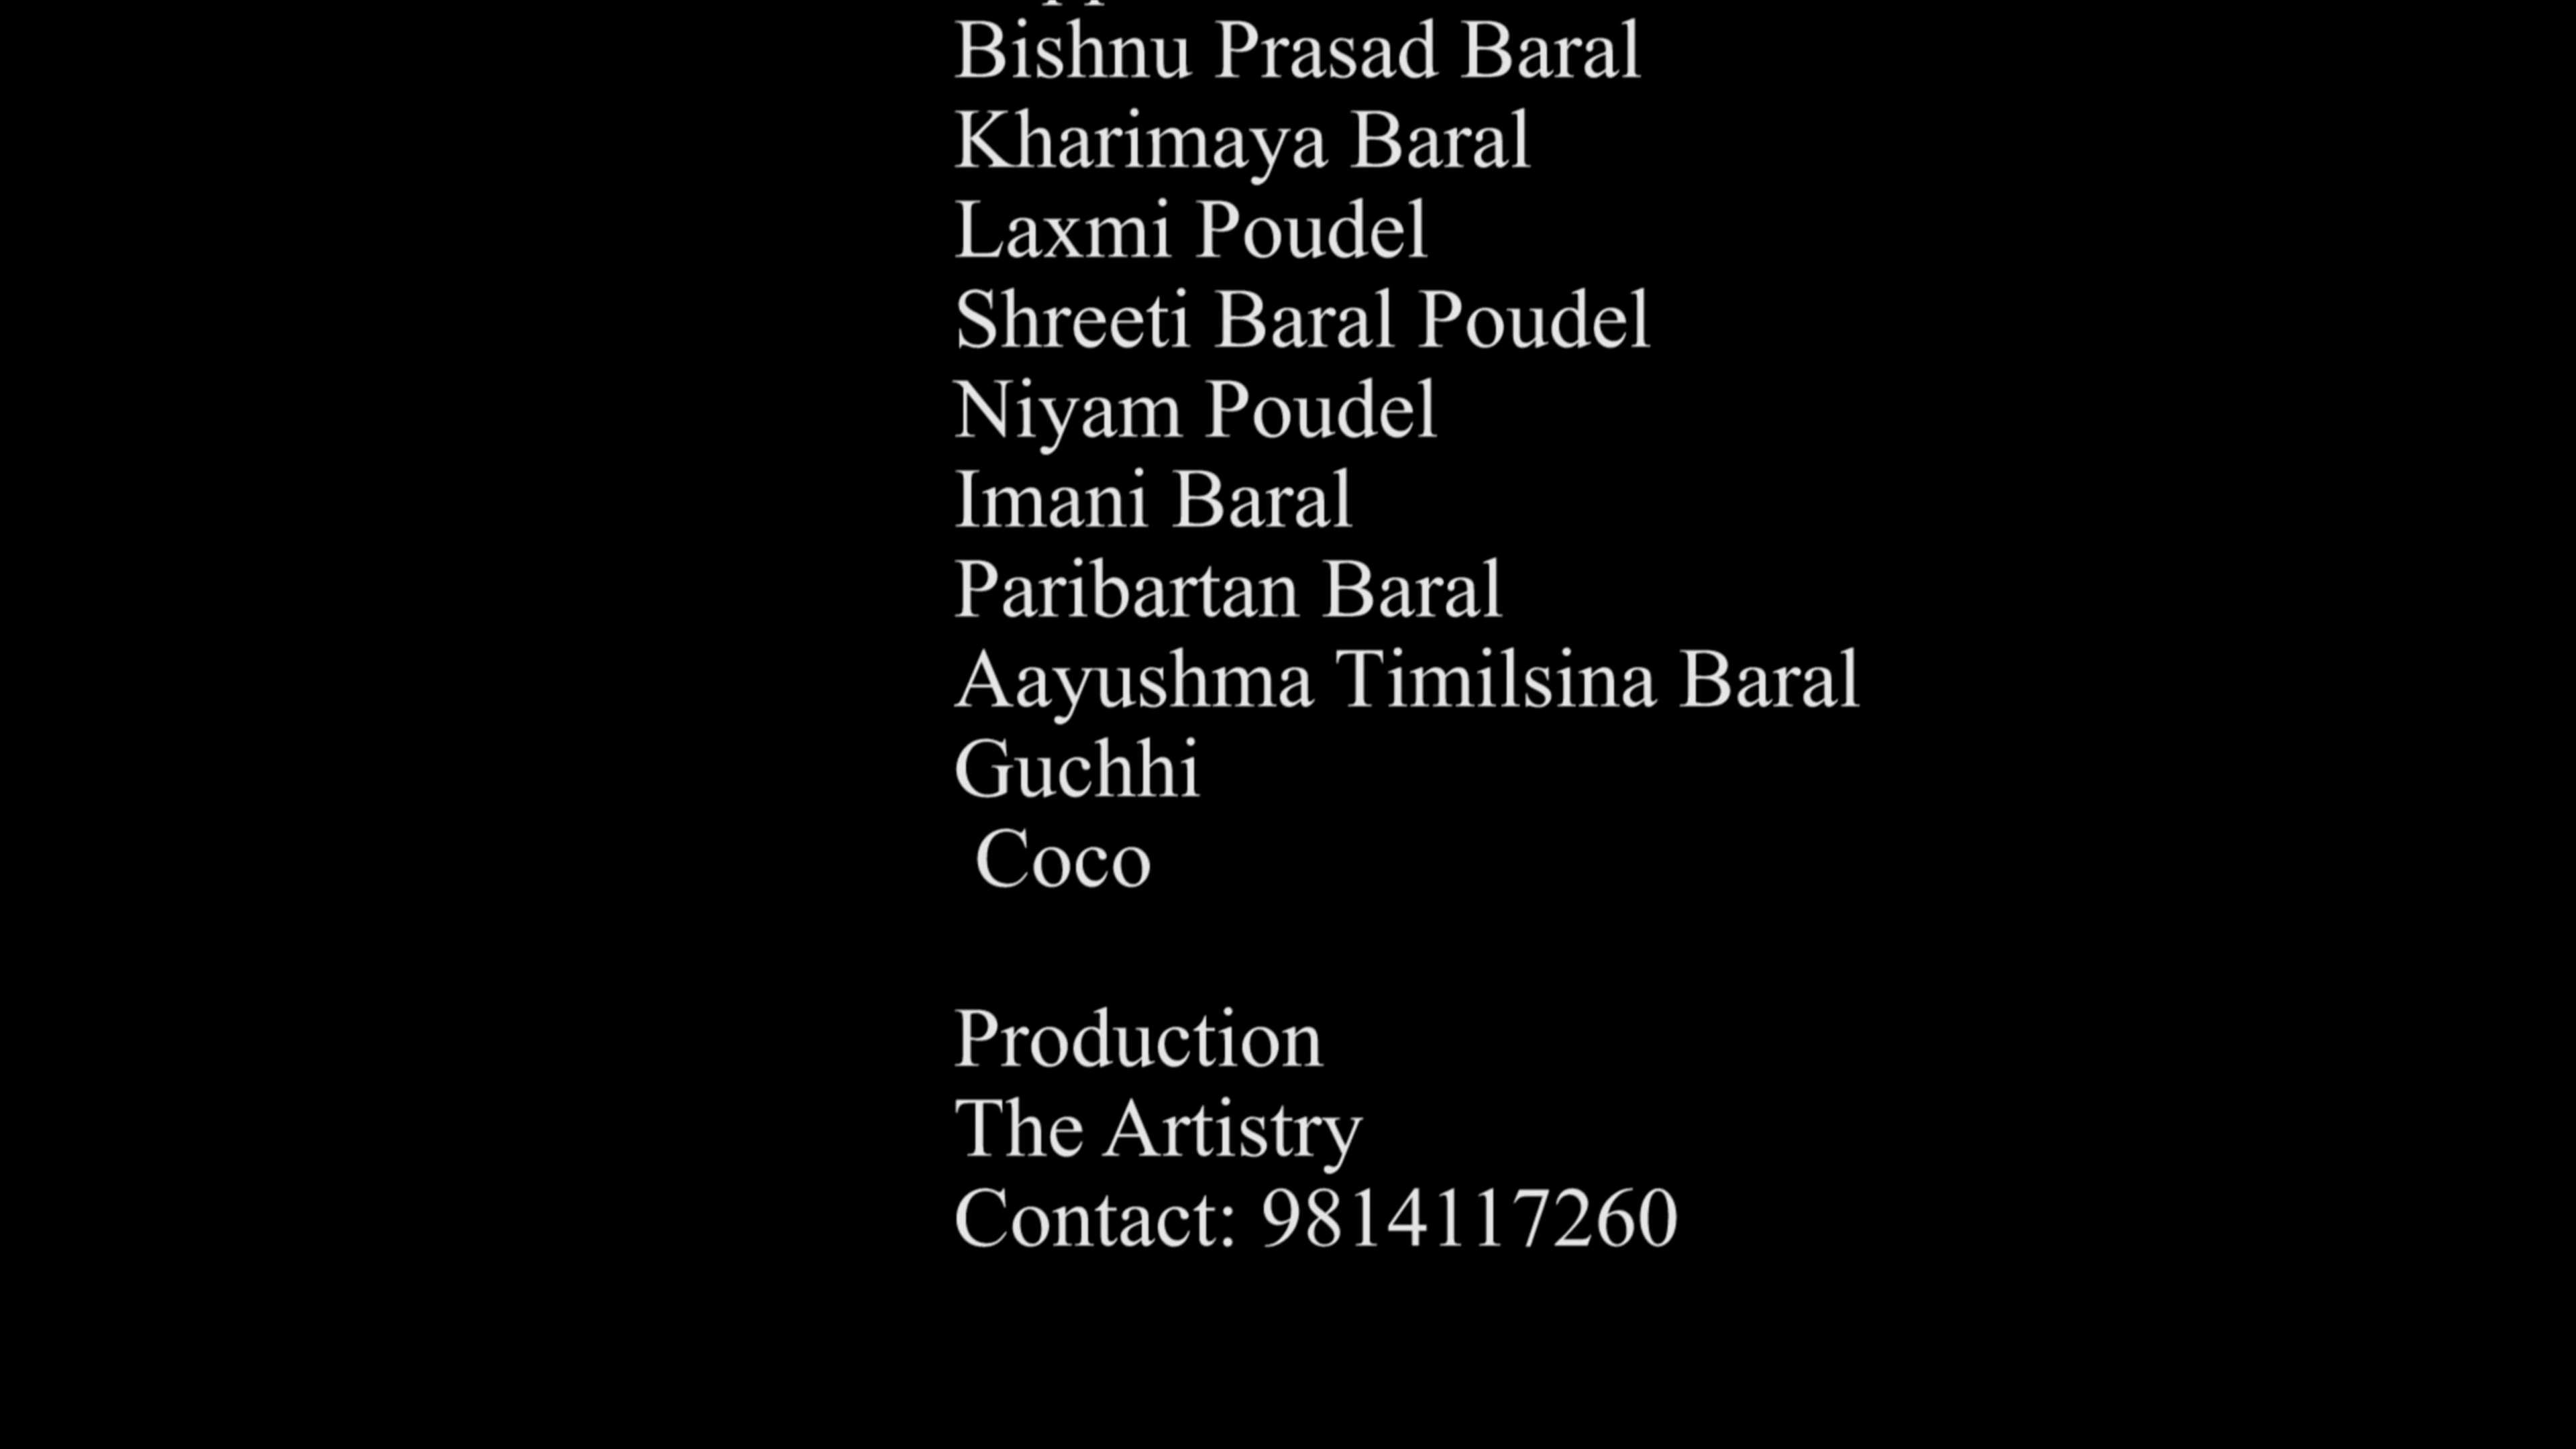 Bishnu Prasad Baral
Kharimaya Baral
Laxmi Poudel
Shreeti Baral Poudel
Niyam Poudel
Imani Baral
Paribartan Baral
Aayushma Timilsina Baral
Guchhi
Coco
Production
The Artistry
Contact: 9814117260